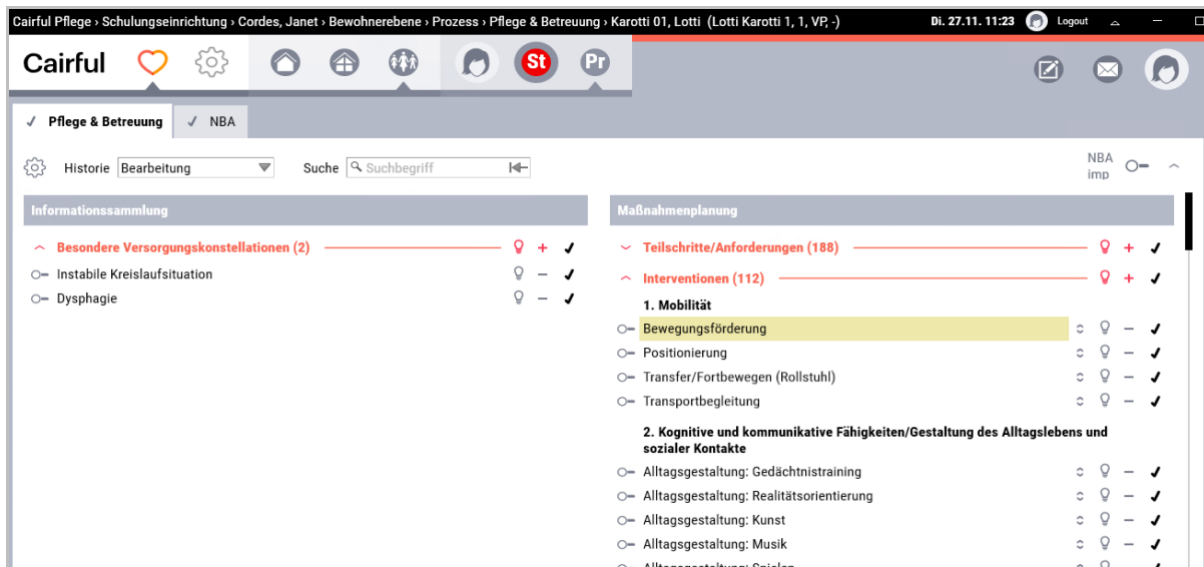 Cairful Pflege › Schulungseinrichtung › Cordes, Janet › Bewohnerebene › Prozess › Pflege & Betreuung › Karotti 01, Lotti (Lotti Karotti 1, 1, VP, -) Di. 27.11. 11:23 Logout
Cairful St Pr
Pflege & Betreuung NBA
Historie Bearbeitung Suche Suchbegriff NBA
imp
Informationssammlung
Besondere Versorgungskonstellationen (2)
Instabile Kreislaufsituation
Dysphagie
Maßnahmenplanung
Teilschritte/Anforderungen (188)
Interventionen (112)
1. Mobilität
Bewegungsförderung
Positionierung
Transfer/Fortbewegen (Rollstuhl)
Transportbegleitung
2. Kognitive und kommunikative Fähigkeiten/Gestaltung des Alltagslebens und
sozialer Kontakte
Alltagsgestaltung: Gedächtnistraining
Alltagsgestaltung: Realitätsorientierung
Alltagsgestaltung: Kunst
Alltagsgestaltung: Musik
Alltagsgestaltung: Spielen